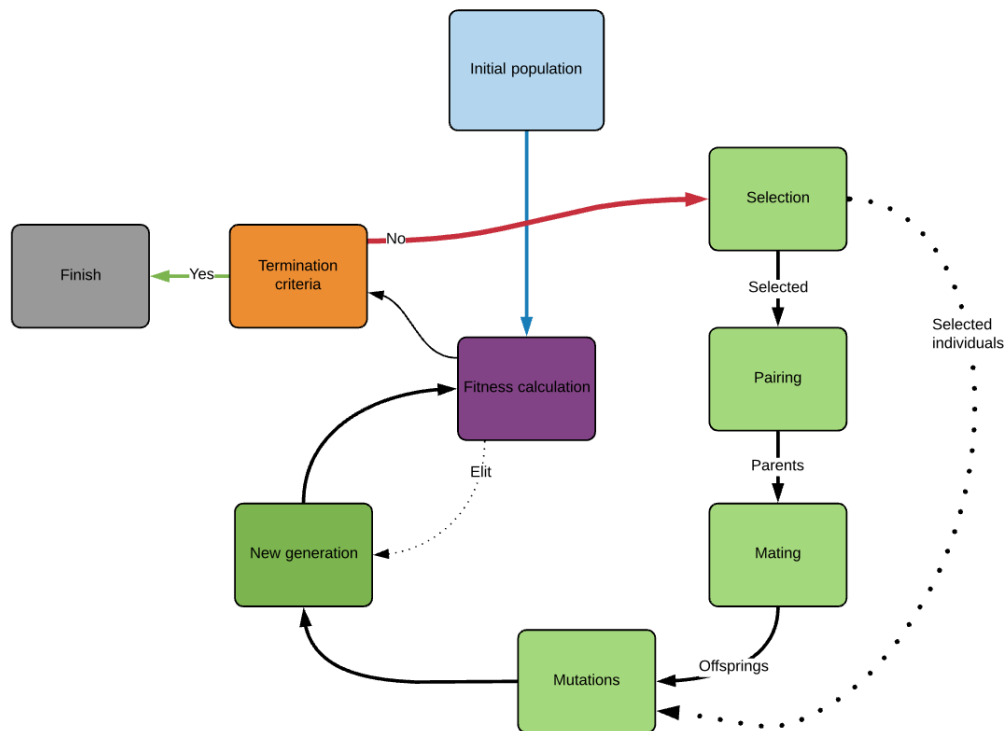 Initial population
Selection
No
Termination
criteria
Yes
Finish
Selected
Selected
individuals
Pairing
Fitness calculation
Parents
Elit
New generation
Mating
Offsprings
Mutations